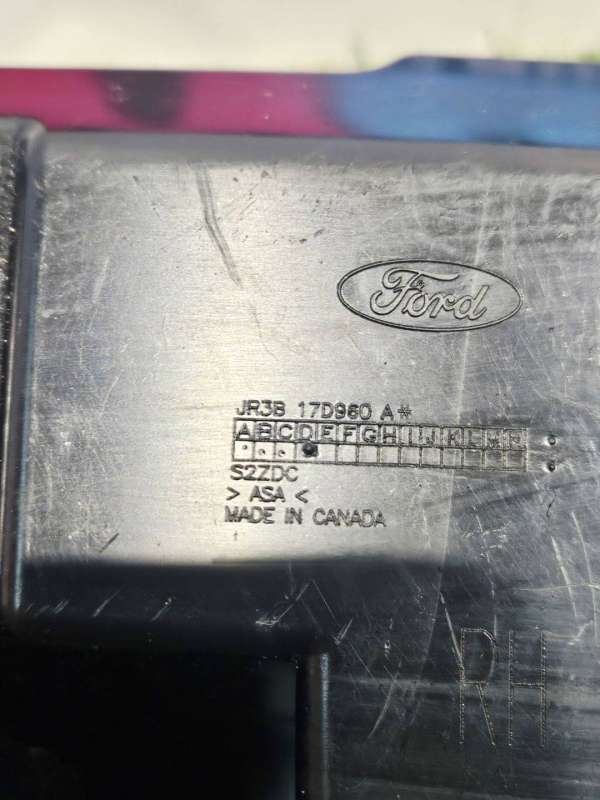 Ford
JR3B 17D960 A*
A B C D E F G H I J K L M P
S2ZDC
> ASA <
MADE IN CANADA
RH